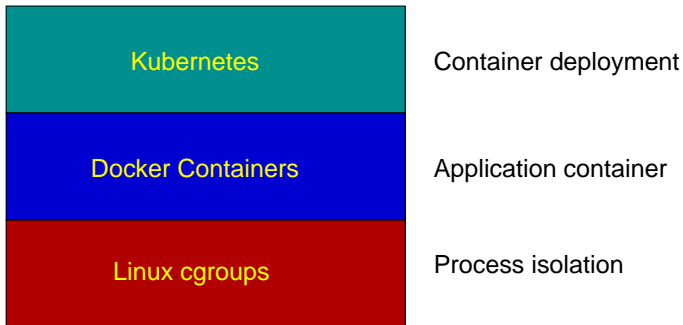 Kubernetes
Container deployment
Docker Containers
Application container
Linux cgroups
Process isolation